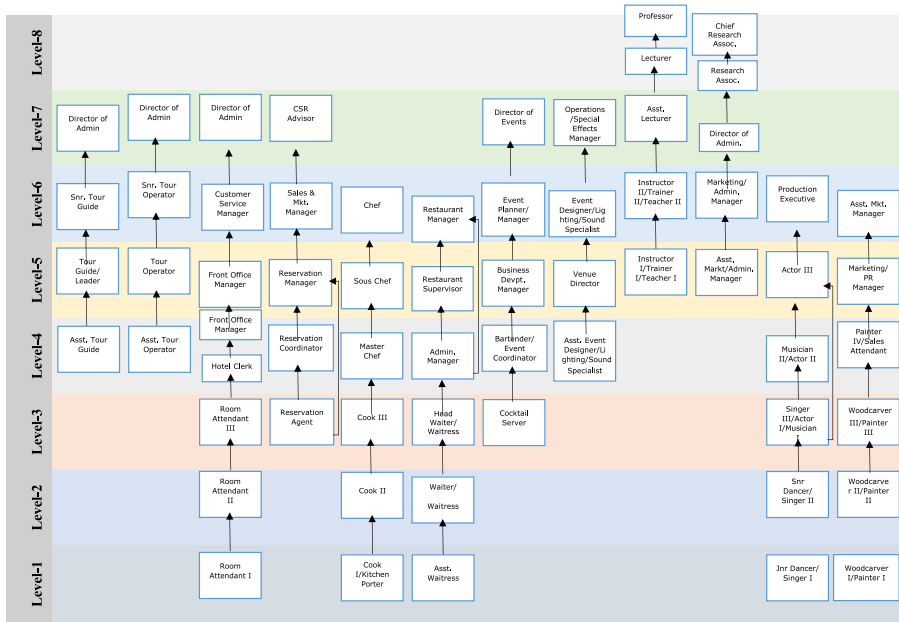 Level-8
Professor
Chief
Research
Assoc.
Lecturer
Research
Assoc.
Level-7
Director of
Admin
Director of
Admin
Director of
Admin
CSR
Advisor
Director of
Events
Operations
/Special
Effects
Manager
Asst.
Lecturer
Director of
Admin.
Level-6
Snr. Tour
Guide
Snr. Tour
Operator
Customer
Service
Manager
Sales &
Mkt.
Manager
Chef
Restaurant
Manager
Event
Planner/
Manager
Event
Designer/Lig
hting/Sound
Specialist
Instructor
II/Trainer
II/Teacher II
Marketing/
Admin,
Manager
Production
Executive
Asst. Mkt.
Manager
Level-5
Tour
Guide/
Leader
Tour
Operator
Front Office
Manager
Reservation
Manager
Sous Chef
Restaurant
Supervisor
Business
Devpt.
Manager
Venue
Director
Instructor
I/Trainer
I/Teacher I
Asst.
Markt/Admin.
Manager
Actor III
Marketing/
PR Manager
Level-4
Asst. Tour
Guide
Asst. Tour
Operator
Front Office
Manager
Hotel Clerk
Reservation
Coordinator
Master
Chef
Admin.
Manager
Bartender/
Event
Coordinator
Asst. Event
Designer/Li
ghting/Sound
Specialist
Musician
II/Actor II
Painter
IV/Sales
Attendant
Level-3
Room
Attendant
III
Reservation
Agent
Cook III
Head
Waiter/
Waitress
Cocktail
Server
Singer
III/Actor
I/Musician I
Woodcarver
III/Painter
III
Level-2
Room
Attendant
II
Cook II
Waiter/
Waitress
Snr
Dancer/
Singer II
Woodcarve
r II/Painter
II
Level-1
Room
Attendant I
Cook
I/Kitchen
Porter
Asst.
Waitress
Jnr Dancer/
Singer I
Woodcarver
I/Painter I